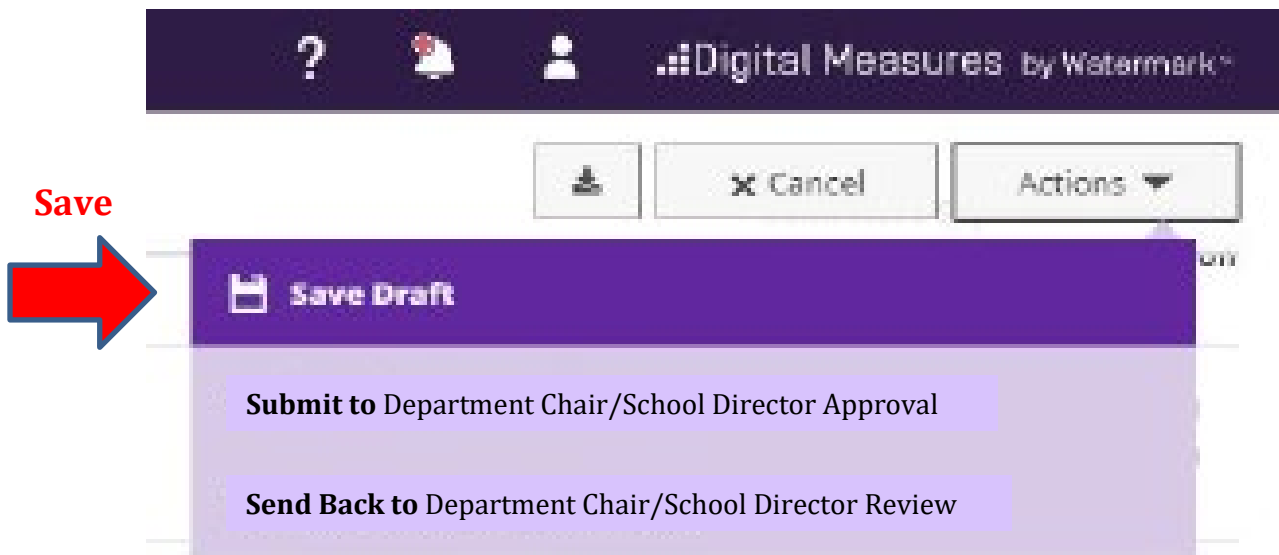 ? Digital Measures by Watermark™
Cancel Actions
Save
Save Draft
Submit to Department Chair/School Director Approval
Send Back to Department Chair/School Director Review